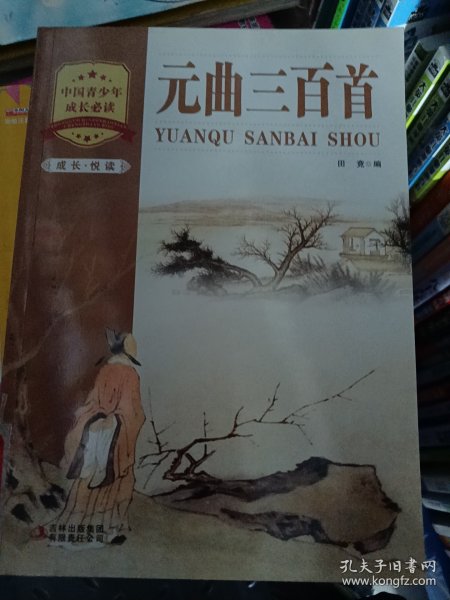 中国青少年
成长必读
成长·悦读
元曲三百首
YUANQU SANBAI SHOU
田 竞◎编
吉林出版集团
有限责任公司
孔夫子旧书网
www.kongfz.com